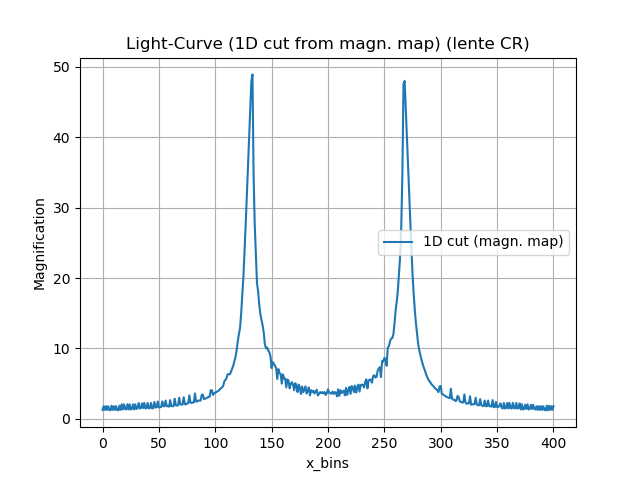 Light-Curve (1D cut from magn. map) (lente CR)
50
40
30
20
10
0
Magnification
1D cut (magn. map)
0 50 100 150 200 250 300 350 400
x_bins